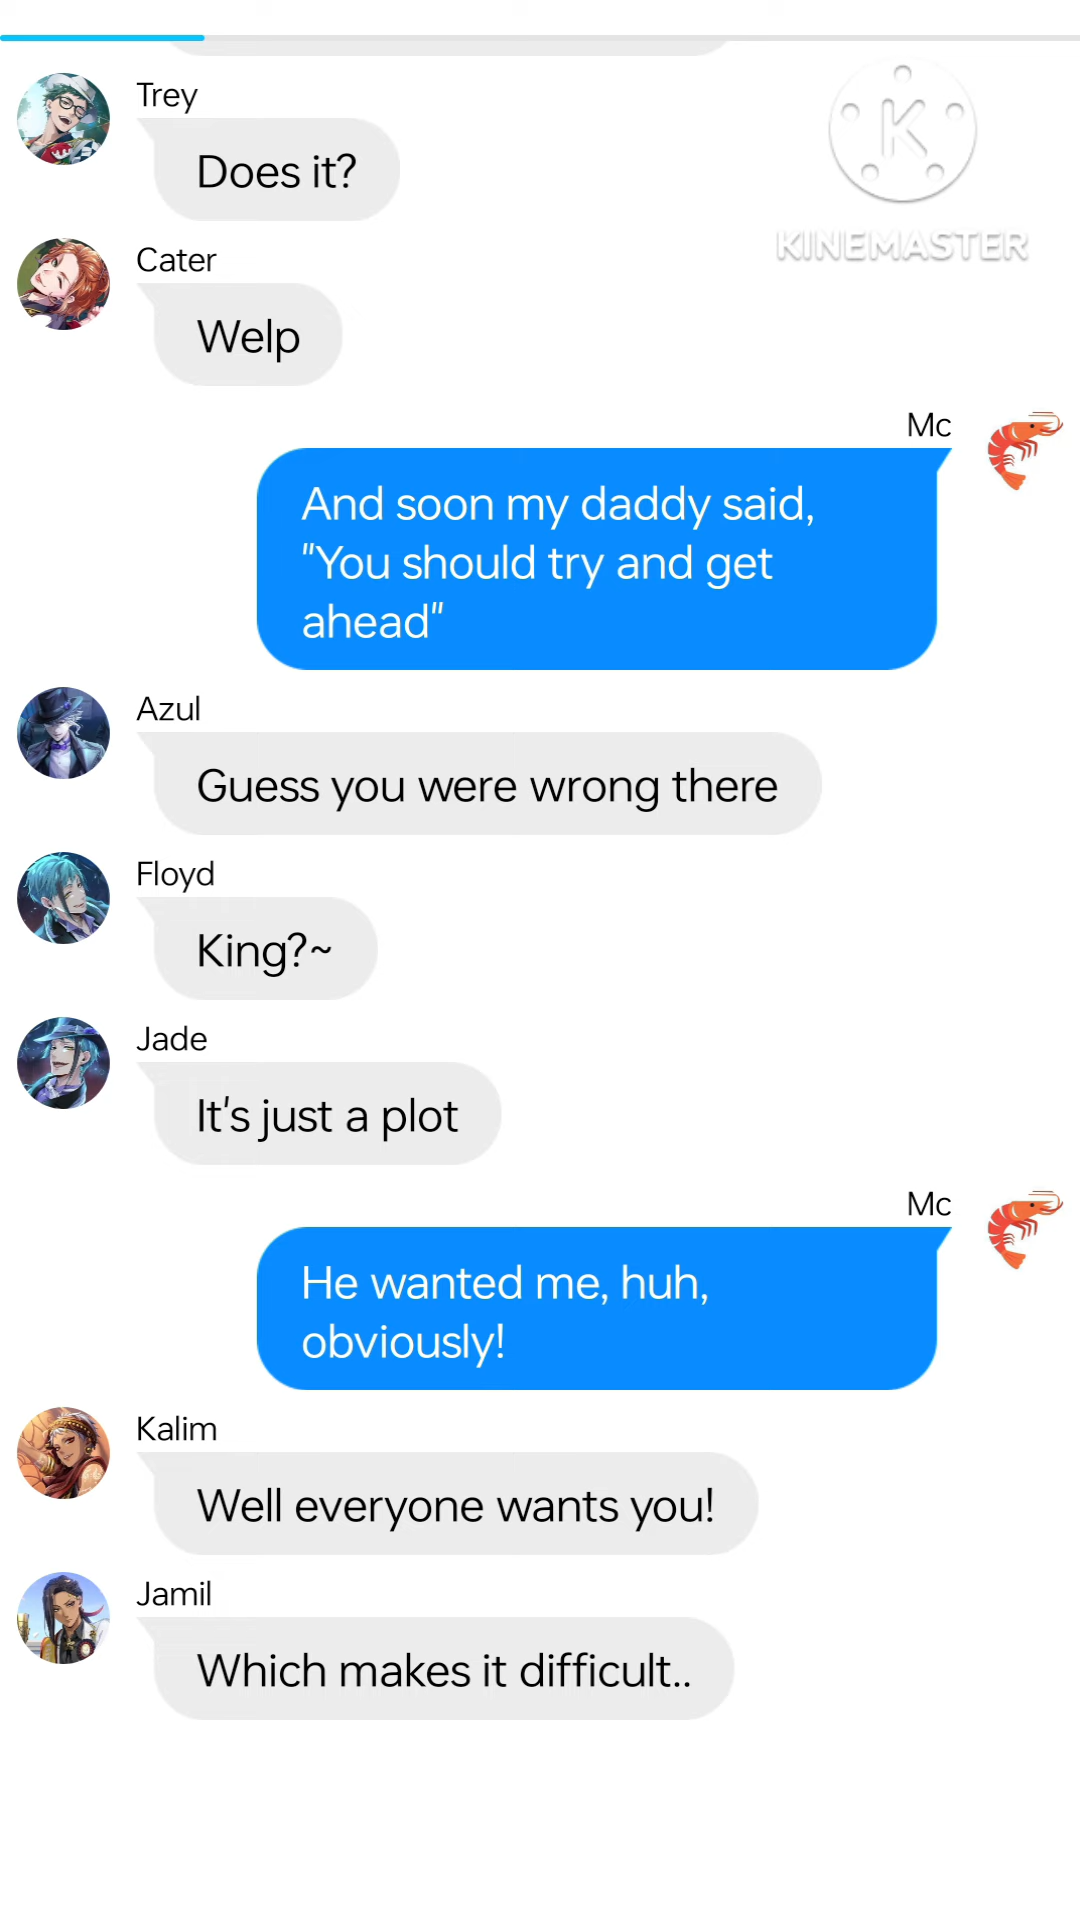 Trey
Does it?
K
KINEMASTER
Cater
Welp
Mc
And soon my daddy said,
"You should try and get
ahead"
Azul
Guess you were wrong there
Floyd
King?~
Jade
It's just a plot
Mc
He wanted me, huh,
obviously!
Kalim
Well everyone wants you!
Jamil
Which makes it difficult..